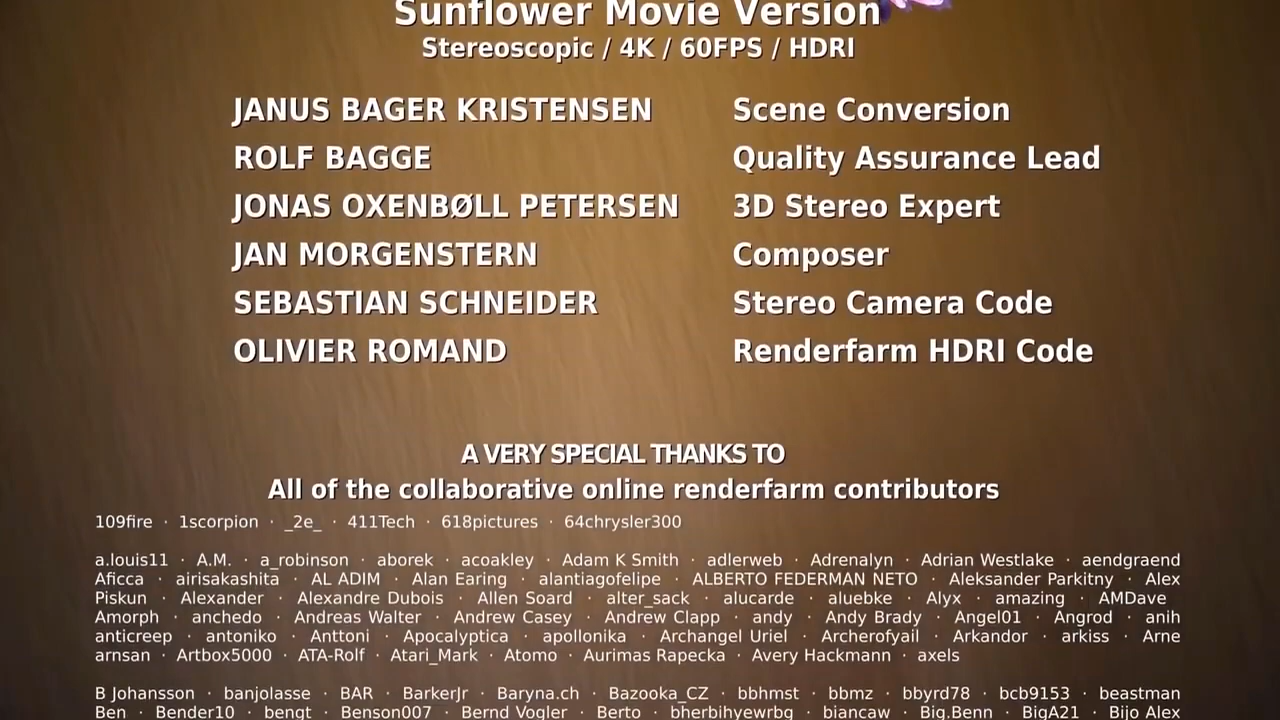 Sunflower Movie Version
Stereoscopic / 4K / 60FPS / HDRI
JANUS BAGER KRISTENSEN Scene Conversion
ROLF BAGGE Quality Assurance Lead
JONAS OXENBØLL PETERSEN 3D Stereo Expert
JAN MORGENSTERN Composer
SEBASTIAN SCHNEIDER Stereo Camera Code
OLIVIER ROMAND Renderfarm HDRI Code
A VERY SPECIAL THANKS TO
All of the collaborative online renderfarm contributors
109fire · 1scorpion · _2e_ · 411Tech · 618pictures · 64chrysler300
a.louis11 · A.M. · a_robinson · aborek · acoakley · Adam K Smith · adlerweb · Adrenalyn · Adrian Westlake · aendgraend
Aficca · airisakashita · AL ADIM · Alan Earing · alantiagofelipe · ALBERTO FEDERMAN NETO · Aleksander Parkitny · Alex
Piskun · Alexander · Alexandre Dubois · Allen Soard · alter_sack · alucarde · aluebke · Alyx · amazing · AMDave
Amorph · anchedo · Andreas Walter · Andrew Casey · Andrew Clapp · andy · Andy Brady · Angel01 · Angrod · anih
anticreep · antoniko · Anttoni · Apocalyptica · apollonika · Archangel Uriel · Archerofyail · Arkandor · arkiss · Arne
arnsan · Artbox5000 · ATA-Rolf · Atari_Mark · Atomo · Aurimas Rapecka · Avery Hackmann · axels
B Johansson · banjolasse · BAR · BarkerJr · Baryna.ch · Bazooka_CZ · bbhmst · bbmz · bbyrd78 · bcb9153 · beastman
Ben · Bender10 · bengt · Benson007 · Bernd Vogler · Berto · bherbihyewrbg · biancaw · Big.Benn · BigA21 · Bijo Alex